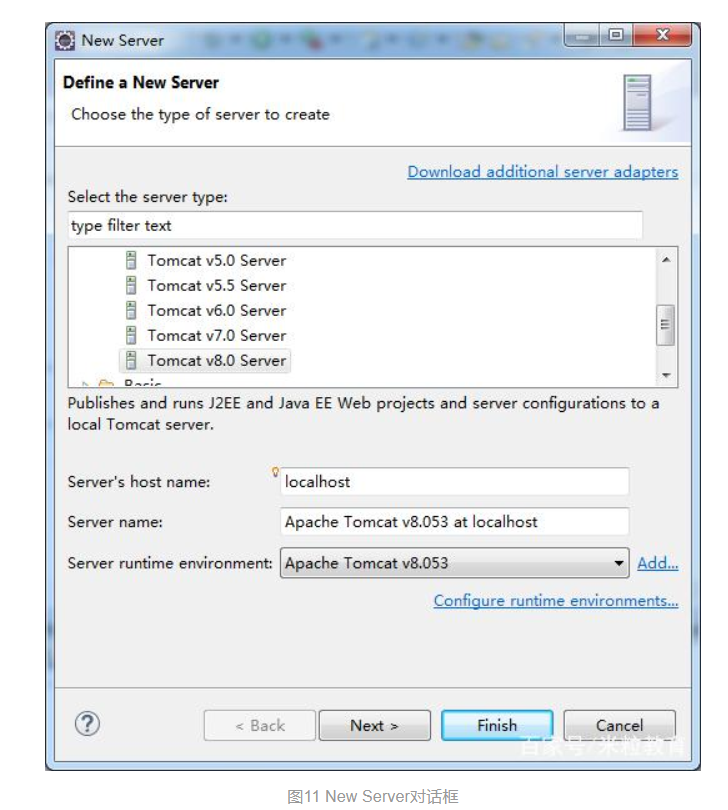 New Server
Define a New Server
Choose the type of server to create
Download additional server adapters
Select the server type:
type filter text
Tomcat v5.0 Server
Tomcat v5.5 Server
Tomcat v6.0 Server
Tomcat v7.0 Server
Tomcat v8.0 Server
Basic
Publishes and runs J2EE and Java EE Web projects and server configurations to a
local Tomcat server.
Server's host name:
localhost
Server name:
Apache Tomcat v8.053 at localhost
Server runtime environment:
Apache Tomcat v8.053
Add...
Configure runtime environments...
?
< Back
Next >
Finish
Cancel
百家号/米粒教育
图11 New Server对话框